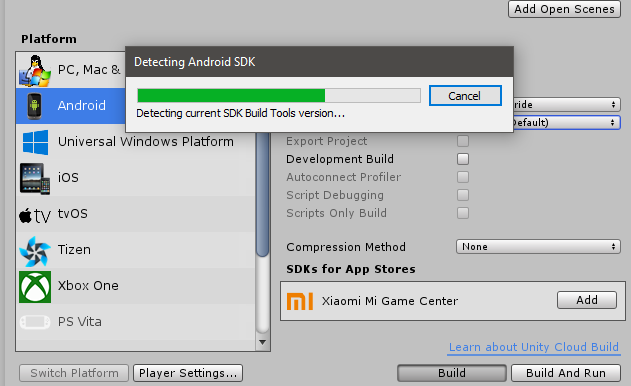 Add Open Scenes
Platform
Detecting Android SDK
Cancel
Detecting current SDK Build Tools version...
PC, Mac &
Android
Universal Windows Platform
iOS
tvOS
Tizen
Xbox One
PS Vita
ride
Default)
Export Project
Development Build
Autoconnect Profiler
Script Debugging
Scripts Only Build
Compression Method None
SDKs for App Stores
Xiaomi Mi Game Center Add
Learn about Unity Cloud Build
Switch Platform Player Settings... Build Build And Run